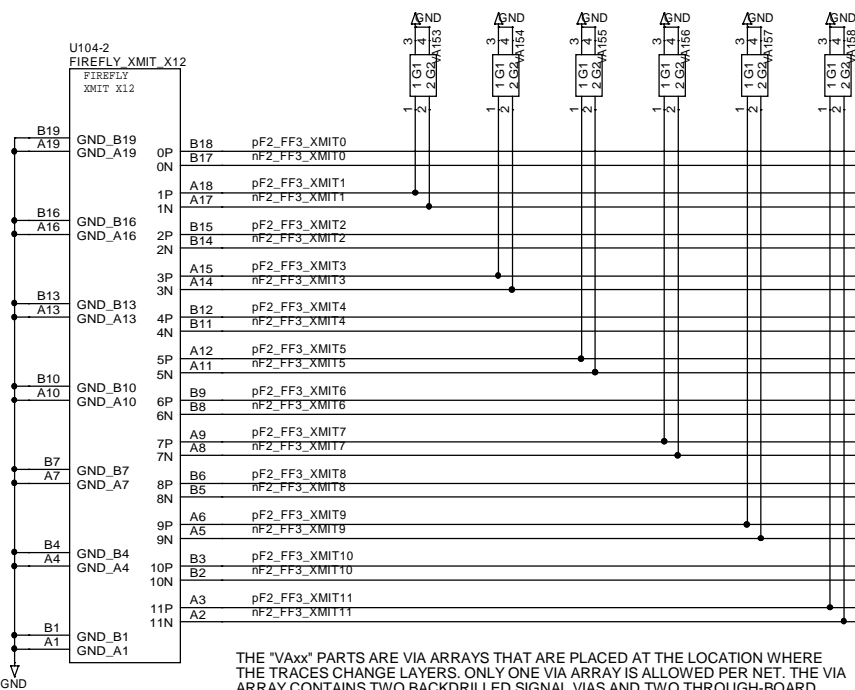 GND GND GND GND GND GND
3 4 VA153
3 4 VA154
3 4 VA155
3 4 VA156
3 4 VA157
3 4 VA158
1 G1 2 G2
1 G1 2 G2
1 G1 2 G2
1 G1 2 G2
1 G1 2 G2
1 G1 2 G2
1 2
1 2
1 2
1 2
1 2
1 2
U104-2
FIREFLY_XMIT_X12
FIREFLY
XMIT X12
B19 GND_B19
A19 GND_A19
0P B18 pF2_FF3_XMIT0
0N B17 nF2_FF3_XMIT0
1P A18 pF2_FF3_XMIT1
1N A17 nF2_FF3_XMIT1
B16 GND_B16
A16 GND_A16
2P B15 pF2_FF3_XMIT2
2N B14 nF2_FF3_XMIT2
3P A15 pF2_FF3_XMIT3
3N A14 nF2_FF3_XMIT3
B13 GND_B13
A13 GND_A13
4P B12 pF2_FF3_XMIT4
4N B11 nF2_FF3_XMIT4
5P A12 pF2_FF3_XMIT5
5N A11 nF2_FF3_XMIT5
B10 GND_B10
A10 GND_A10
6P B9 pF2_FF3_XMIT6
6N B8 nF2_FF3_XMIT6
7P A9 pF2_FF3_XMIT7
7N A8 nF2_FF3_XMIT7
B7 GND_B7
A7 GND_A7
8P B6 pF2_FF3_XMIT8
8N B5 nF2_FF3_XMIT8
9P A6 pF2_FF3_XMIT9
9N A5 nF2_FF3_XMIT9
B4 GND_B4
A4 GND_A4
10P B3 pF2_FF3_XMIT10
10N B2 nF2_FF3_XMIT10
11P A3 pF2_FF3_XMIT11
11N A2 nF2_FF3_XMIT11
B1 GND_B1
A1 GND_A1
GND
THE "VAxx" PARTS ARE VIA ARRAYS THAT ARE PLACED AT THE LOCATION WHERE
THE TRACES CHANGE LAYERS. ONLY ONE VIA ARRAY IS ALLOWED PER NET. THE VIA
ARRAY CONTAINS TWO BACKDRILLED SIGNAL VIAS AND TWO THROUGH-BOARD